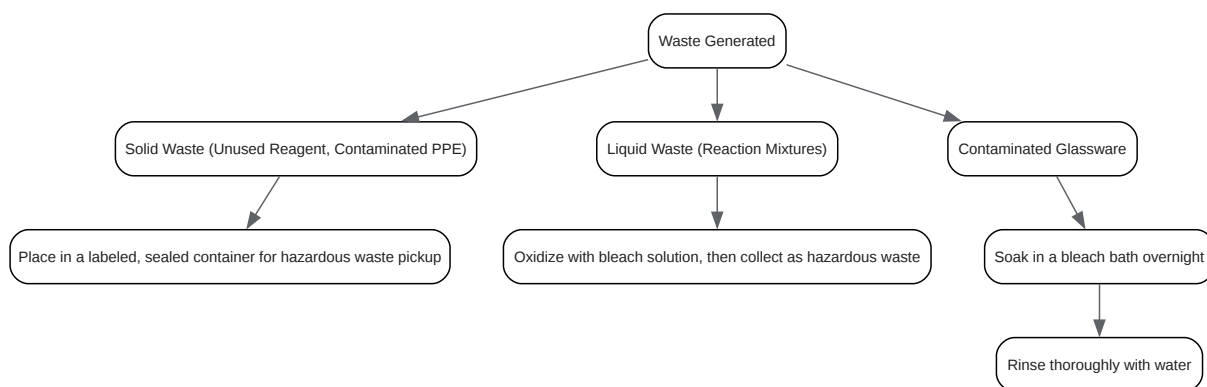 Waste Generated
Solid Waste (Unused Reagent, Contaminated PPE)
Liquid Waste (Reaction Mixtures)
Contaminated Glassware
Place in a labeled, sealed container for hazardous waste pickup
Oxidize with bleach solution, then collect as hazardous waste
Soak in a bleach bath overnight
Rinse thoroughly with water